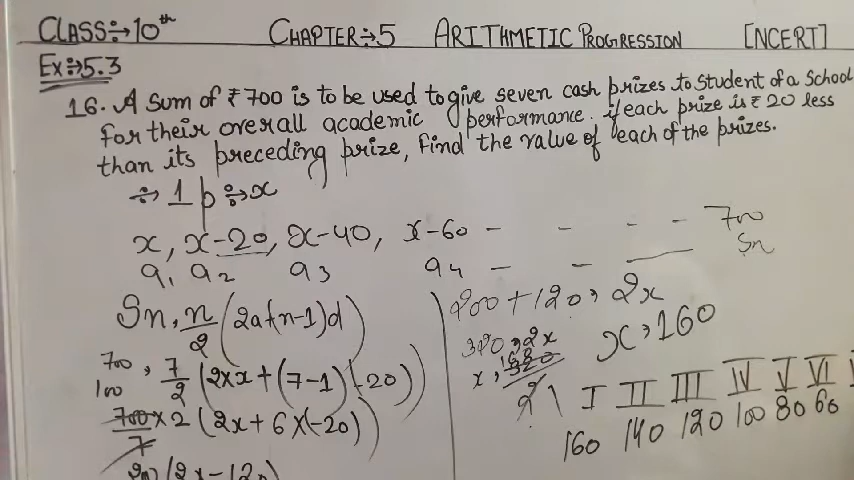 CLASS:→10th CHAPTER:→5 ARITHMETIC PROGRESSION [NCERT]
Ex:→5.3
16. A sum of ₹700 is to be used to give seven cash prizes to student of a School
for their overall academic performance. if each prize is ₹20 less
than its preceding prize, find the value of each of the prizes.
÷ 1 p ÷→ x
x, x-20, x-40, x-60 - - - - 700
a1 a2 a3 a4 - - Sn
Sn, n/2 (2a+(n-1)d)
700, 7/2 (2×x+(7-1)(-20))
100
700×2 (2x+6×(-20))
7
200 (2x-120)
200+120, 2x
320, 2x
x, 160 320
2
x, 160
I II III IV V VI
160 140 120 100 80 60